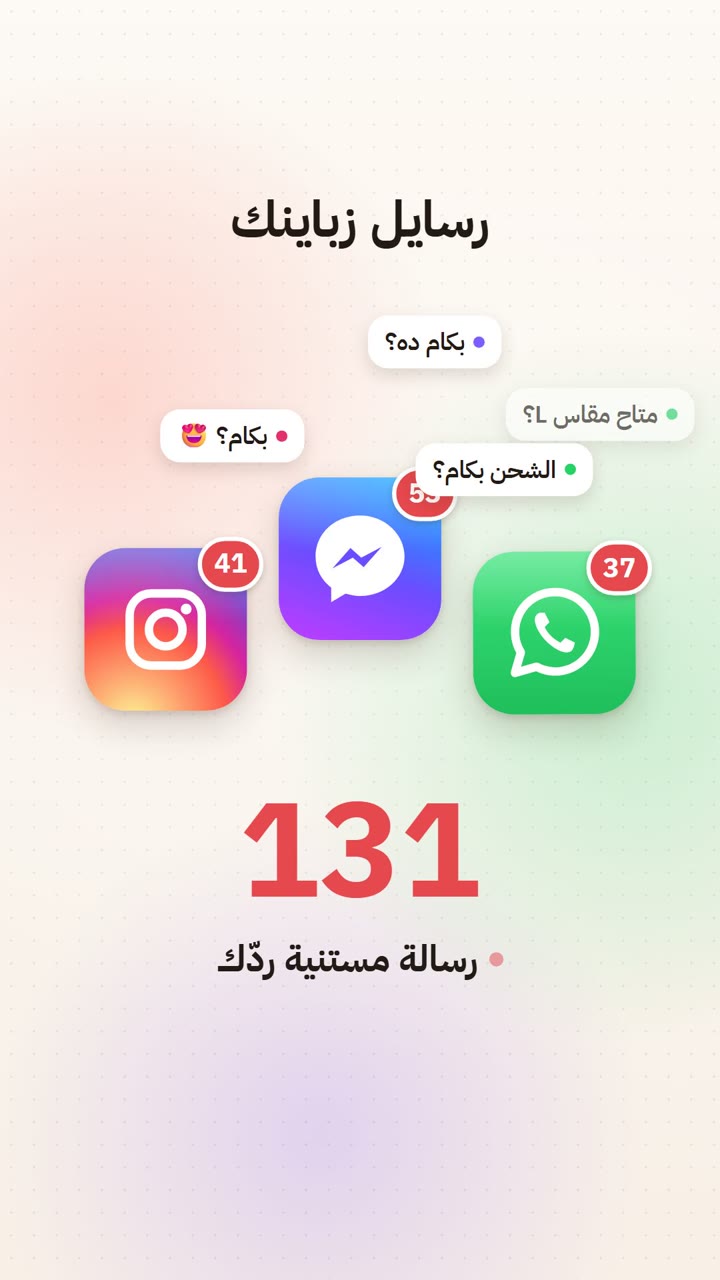 رسايل زباينك
بكام ده؟
متاح مقاس L؟
بكام؟ 😍
الشحن بكام؟
41
37
131
رسالة مستنية ردّك